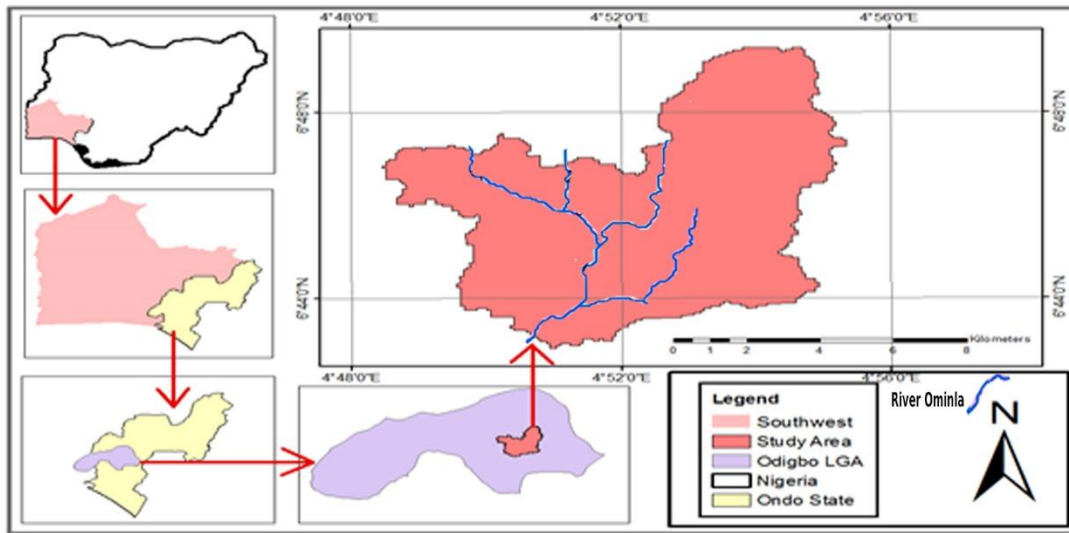 4°48'0"E 4°52'0"E 4°56'0"E
6°48'0"N 6°48'0"N
6°44'0"N 6°44'0"N
Kilometers
0 1 2 4 6 8
4°48'0"E 4°52'0"E 4°56'0"E
River Ominla
N
Legend
Southwest
Study Area
Odigbo LGA
Nigeria
Ondo State